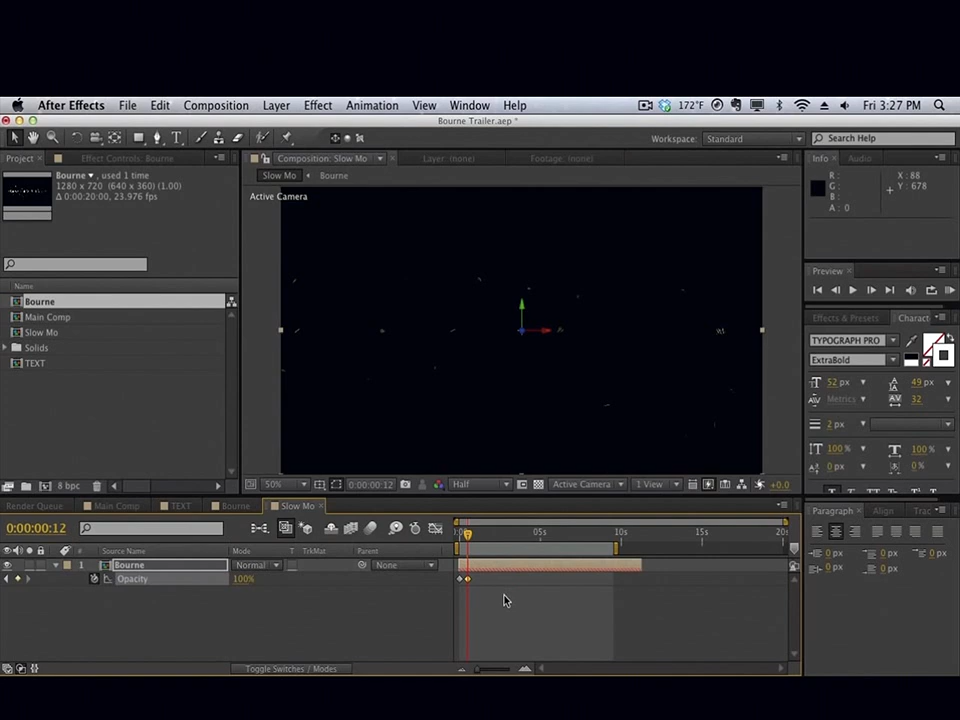 After Effects File Edit Composition Layer Effect Animation View Window Help 172°F Fri 3:27 PM
Bourne Trailer.aep *
Workspace: Standard Search Help
Project Effect Controls: Bourne Composition: Slow Mo Layer: (none) Footage: (none) Info Audio
Bourne , used 1 time
1280 x 720 (640 x 360) (1.00)
Δ 0:00:20:00, 23.976 fps
Slow Mo Bourne
Active Camera
R: X: 88
G: Y: 678
B:
A: 0
Preview
Name
Bourne
Main Comp
Slow Mo
Solids
TEXT
Effects & Presets Charact
TYPOGRAPH PRO
ExtraBold
52 px 49 px
Metrics 32
2 px
100% 100%
0 px 0%
8 bpc 50% 0:00:00:12 Half Active Camera 1 View +0.0
Render Queue Main Comp TEXT Bourne Slow Mo
Paragraph Align Trac
0:00:00:12
05s 10s 15s 20s
# Source Name Mode T TrkMat Parent
1 Bourne Normal None
Opacity 100%
0 px 0 px 0 px
0 px 0 px
Toggle Switches / Modes